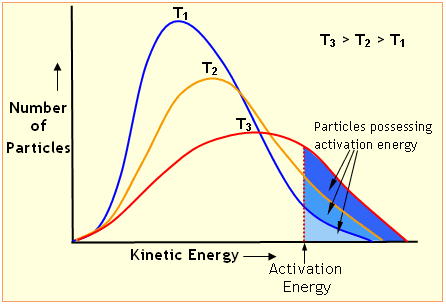 T1
T3 > T2 > T1
T2
Number
of
Particles
T3
Particles possessing
activation energy
Kinetic Energy
Activation
Energy